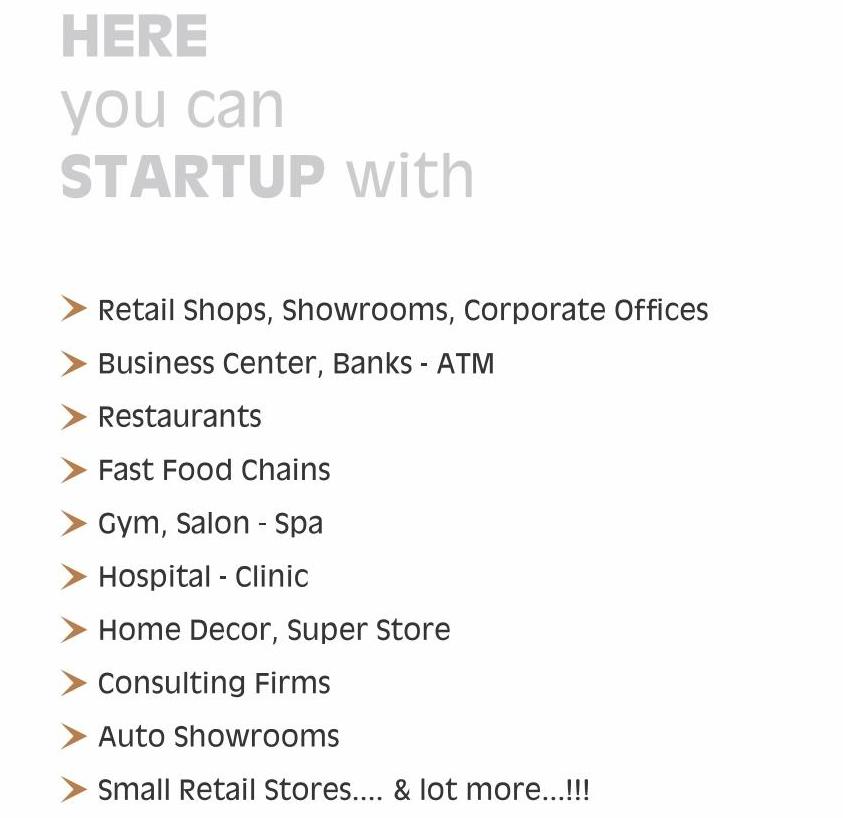 HERE
you can
STARTUP with
Retail Shops, Showrooms, Corporate Offices
Business Center, Banks - ATM
Restaurants
Fast Food Chains
Gym, Salon - Spa
Hospital - Clinic
Home Decor, Super Store
Consulting Firms
Auto Showrooms
Small Retail Stores.... & lot more...!!!